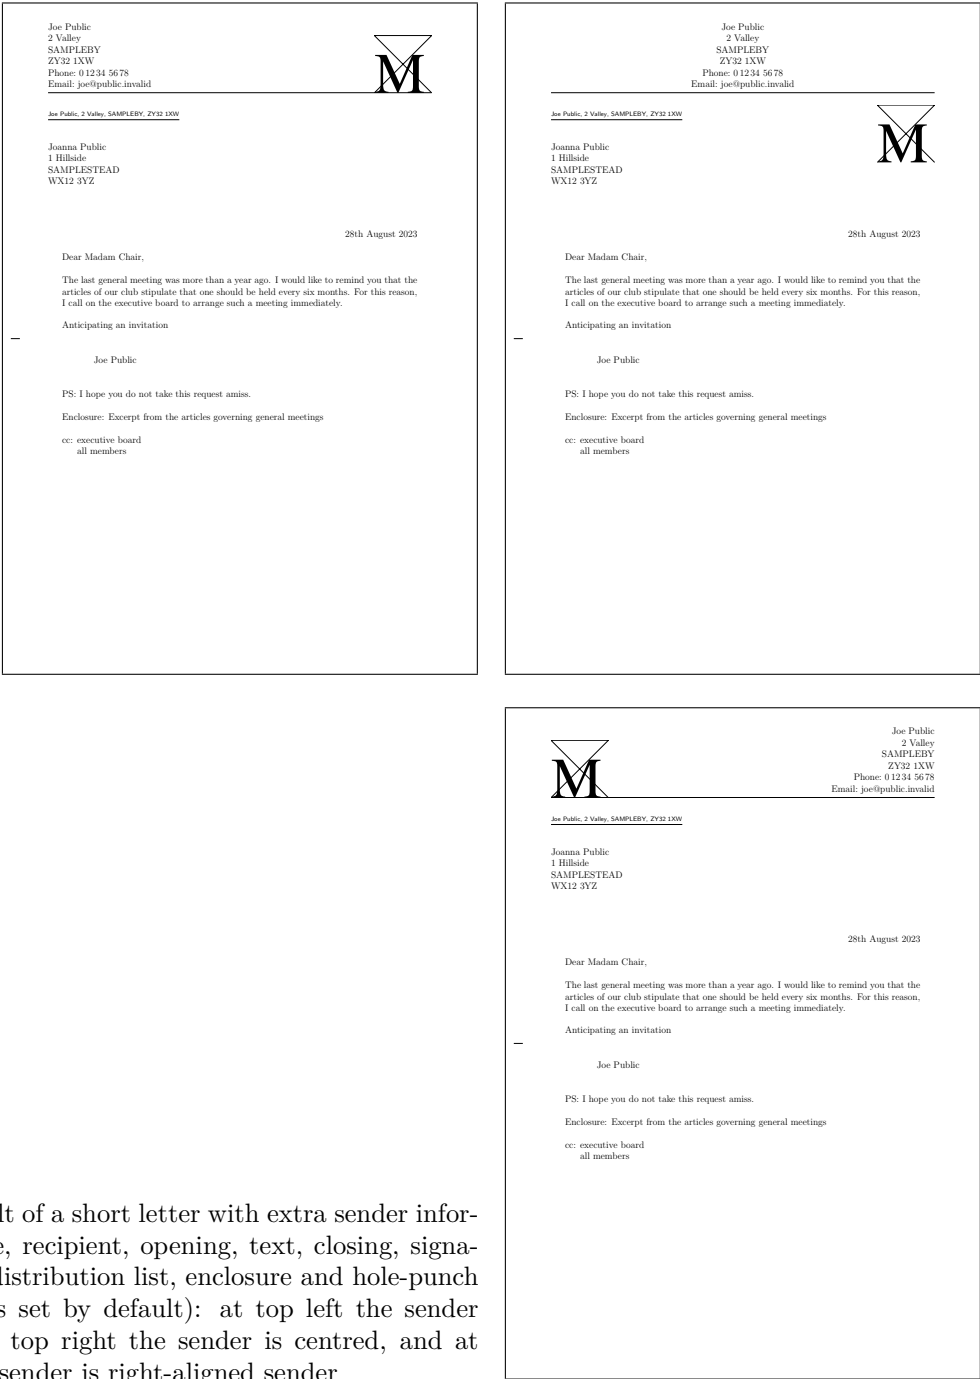 Joe Public
2 Valley
SAMPLEBY
ZY32 1XW
Phone: 0 12 34 56 78
Email: joe@public.invalid
M
Joe Public, 2 Valley, SAMPLEBY, ZY32 1XW
Joanna Public
1 Hillside
SAMPLESTEAD
WX12 3YZ
28th August 2023
Dear Madam Chair,
The last general meeting was more than a year ago. I would like to remind you that the
articles of our club stipulate that one should be held every six months. For this reason,
I call on the executive board to arrange such a meeting immediately.
Anticipating an invitation
Joe Public
PS: I hope you do not take this request amiss.
Enclosure: Excerpt from the articles governing general meetings
cc: executive board
all members
Joe Public
2 Valley
SAMPLEBY
ZY32 1XW
Phone: 0 12 34 56 78
Email: joe@public.invalid
Joe Public, 2 Valley, SAMPLEBY, ZY32 1XW
M
Joanna Public
1 Hillside
SAMPLESTEAD
WX12 3YZ
28th August 2023
Dear Madam Chair,
The last general meeting was more than a year ago. I would like to remind you that the
articles of our club stipulate that one should be held every six months. For this reason,
I call on the executive board to arrange such a meeting immediately.
Anticipating an invitation
Joe Public
PS: I hope you do not take this request amiss.
Enclosure: Excerpt from the articles governing general meetings
cc: executive board
all members
Joe Public
2 Valley
SAMPLEBY
ZY32 1XW
Phone: 0 12 34 56 78
Email: joe@public.invalid
M
Joe Public, 2 Valley, SAMPLEBY, ZY32 1XW
Joanna Public
1 Hillside
SAMPLESTEAD
WX12 3YZ
28th August 2023
Dear Madam Chair,
The last general meeting was more than a year ago. I would like to remind you that the
articles of our club stipulate that one should be held every six months. For this reason,
I call on the executive board to arrange such a meeting immediately.
Anticipating an invitation
Joe Public
PS: I hope you do not take this request amiss.
Enclosure: Excerpt from the articles governing general meetings
cc: executive board
all members
of a short letter with extra sender infor-
recipient, opening, text, closing, signa-
distribution list, enclosure and hole-punch
set by default): at top left the sender
top right the sender is centred, and at
sender is right-aligned sender